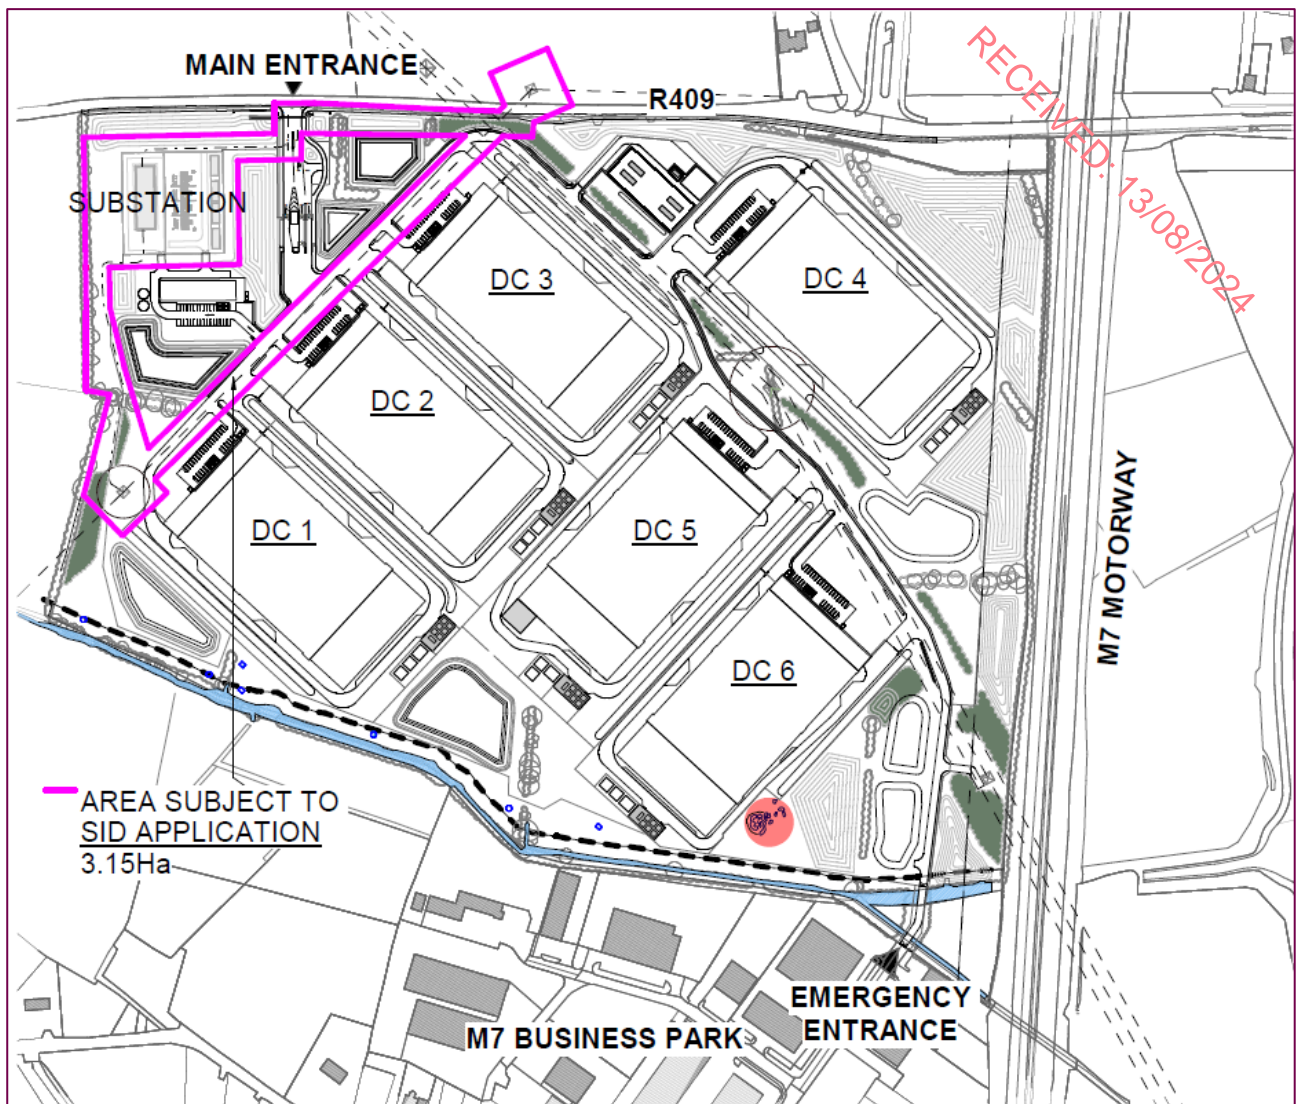 MAIN ENTRANCE
R409
RECEIVED: 13/08/2024
SUBSTATION
DC 3
DC 4
DC 2
DC 1
DC 5
DC 6
M7 MOTORWAY
AREA SUBJECT TO
SID APPLICATION
3.15Ha
EMERGENCY
ENTRANCE
M7 BUSINESS PARK